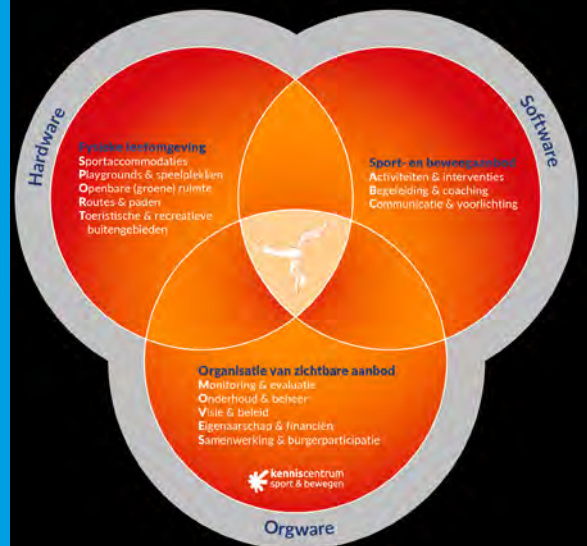 Hardware
Software
Fysieke leefomgeving
Sportaccommodaties
Playgrounds & speelplekken
Openbare (groene) ruimte
Routes & paden
Toeristische & recreatieve
buitengebieden
Sport- en beweegaanbod
Activiteiten & interventies
Begeleiding & coaching
Communicatie & voorlichting
Organisatie van zichtbare aanbod
Monitoring & evaluatie
Onderhoud & beheer
Visie & beleid
Eigenaarschap & financiën
Samenwerking & burgerparticipatie
kenniscentrum
sport & bewegen
Orgware